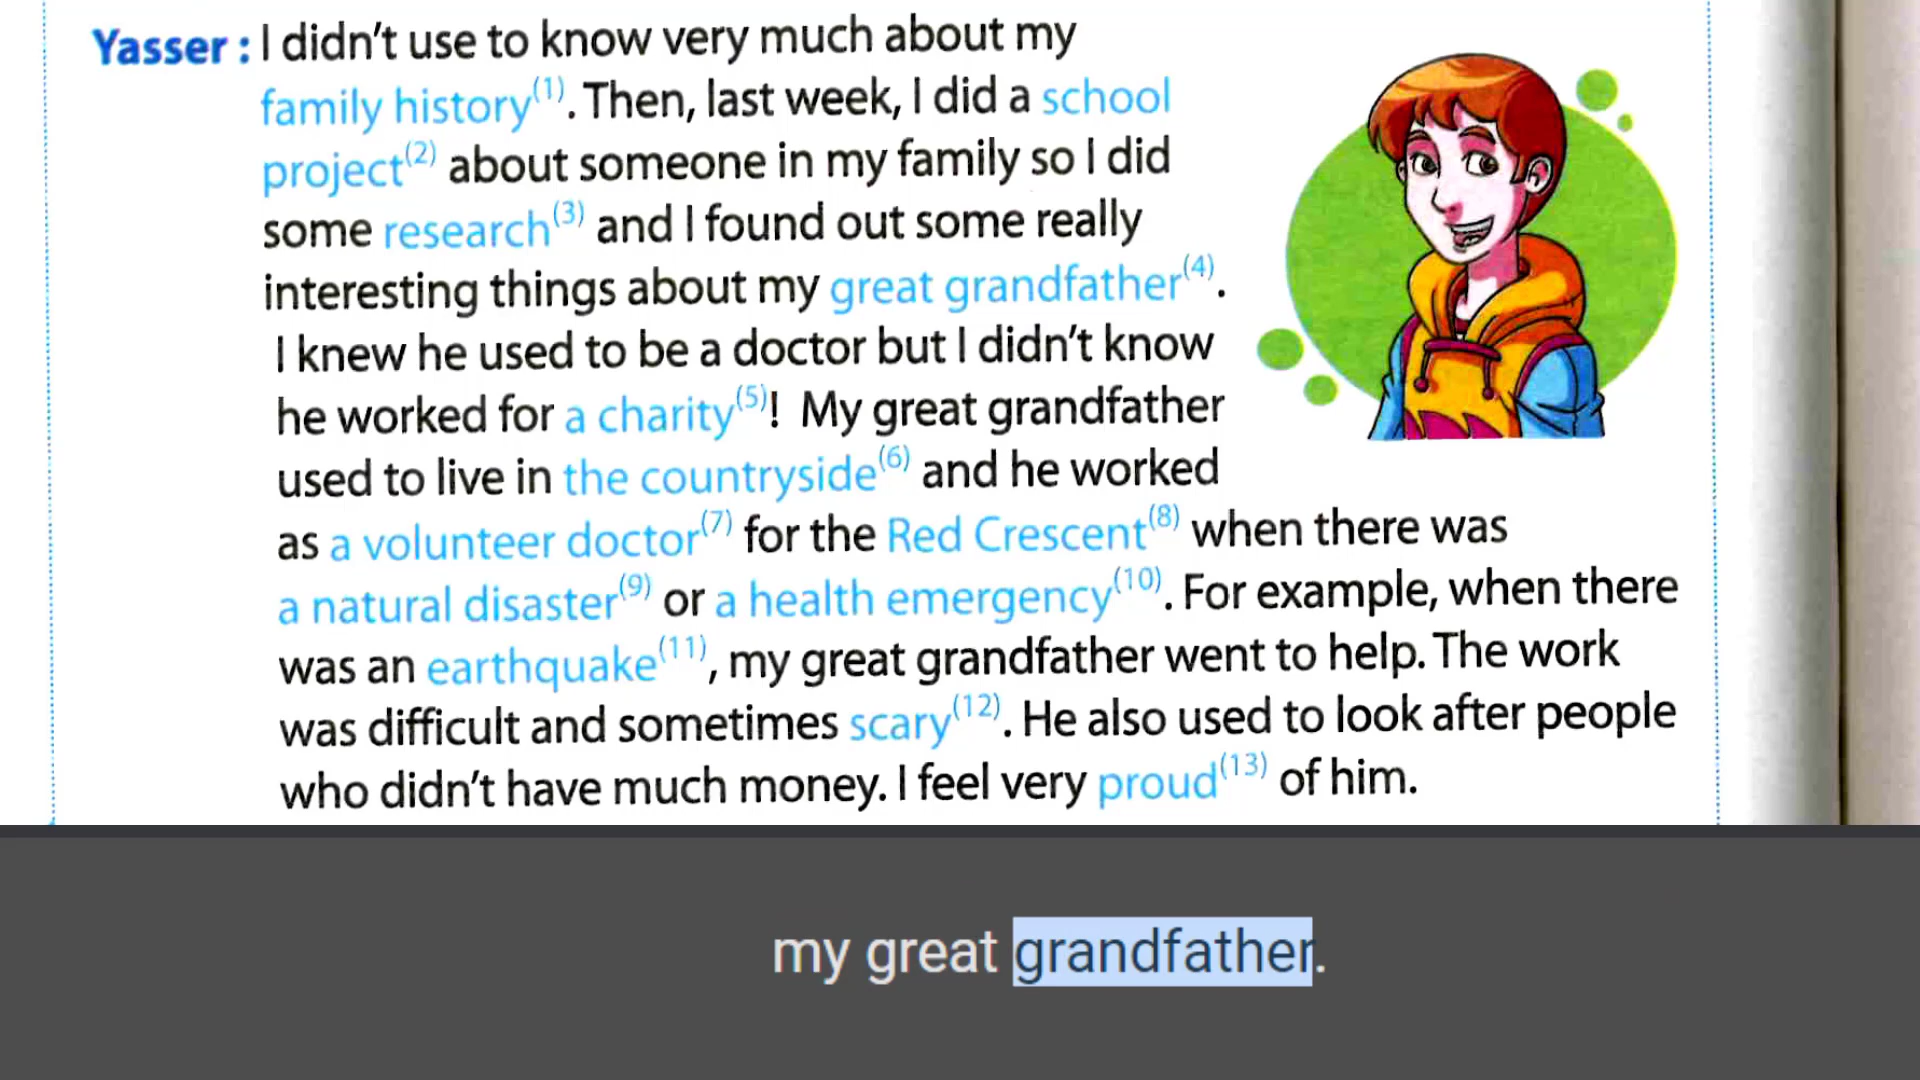 Yasser : I didn't use to know very much about my
family history(1). Then, last week, I did a school
project(2) about someone in my family so I did
some research(3) and I found out some really
interesting things about my great grandfather(4).
I knew he used to be a doctor but I didn't know
he worked for a charity(5)! My great grandfather
used to live in the countryside(6) and he worked
as a volunteer doctor(7) for the Red Crescent(8) when there was
a natural disaster(9) or a health emergency(10). For example, when there
was an earthquake(11), my great grandfather went to help. The work
was difficult and sometimes scary(12). He also used to look after people
who didn't have much money. I feel very proud(13) of him.
my great grandfather.